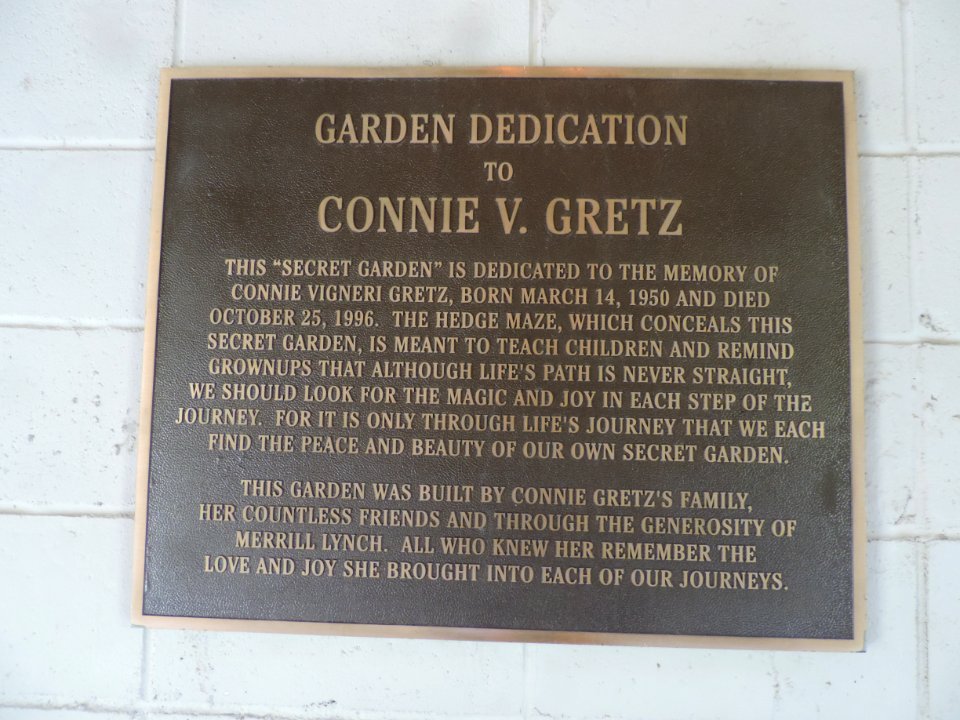 GARDEN DEDICATION
TO
CONNIE V. GRETZ
THIS "SECRET GARDEN" IS DEDICATED TO THE MEMORY OF
CONNIE VIGNERI GRETZ, BORN MARCH 14, 1950 AND DIED
OCTOBER 25, 1996. THE HEDGE MAZE, WHICH CONCEALS THIS
SECRET GARDEN, IS MEANT TO TEACH CHILDREN AND REMIND
GROWNUPS THAT ALTHOUGH LIFE'S PATH IS NEVER STRAIGHT,
WE SHOULD LOOK FOR THE MAGIC AND JOY IN EACH STEP OF THE
JOURNEY. FOR IT IS ONLY THROUGH LIFE'S JOURNEY THAT WE EACH
FIND THE PEACE AND BEAUTY OF OUR OWN SECRET GARDEN.
THIS GARDEN WAS BUILT BY CONNIE GRETZ'S FAMILY,
HER COUNTLESS FRIENDS AND THROUGH THE GENEROSITY OF
MERRILL LYNCH. ALL WHO KNEW HER REMEMBER THE
LOVE AND JOY SHE BROUGHT INTO EACH OF OUR JOURNEYS.